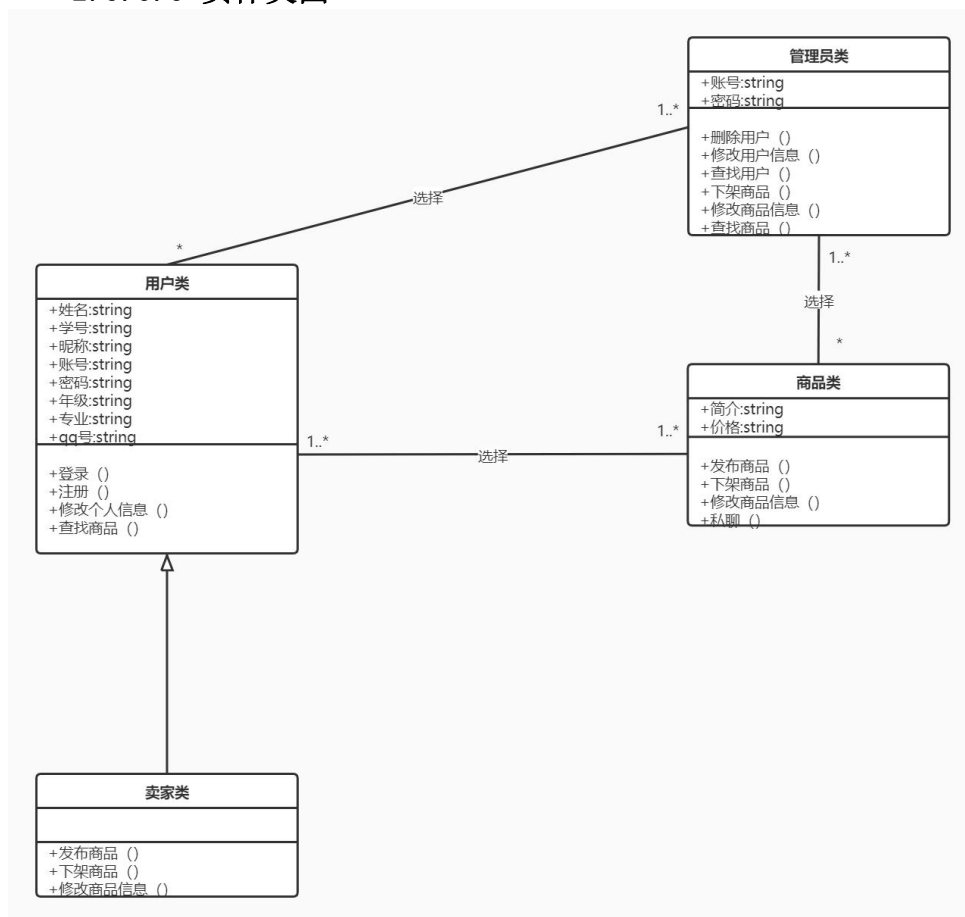 管理员类
+账号:string
+密码:string
+删除用户 ()
+修改用户信息 ()
+查找用户 ()
+下架商品 ()
+修改商品信息 ()
+查找商品 ()
1..*
选择
*
1..*
选择
*
用户类
+姓名:string
+学号:string
+昵称:string
+账号:string
+密码:string
+年级:string
+专业:string
+qq号:string
+登录 ()
+注册 ()
+修改个人信息 ()
+查找商品 ()
1..*
选择
1..*
商品类
+简介:string
+价格:string
+发布商品 ()
+下架商品 ()
+修改商品信息 ()
+私聊 ()
卖家类
+发布商品 ()
+下架商品 ()
+修改商品信息 ()